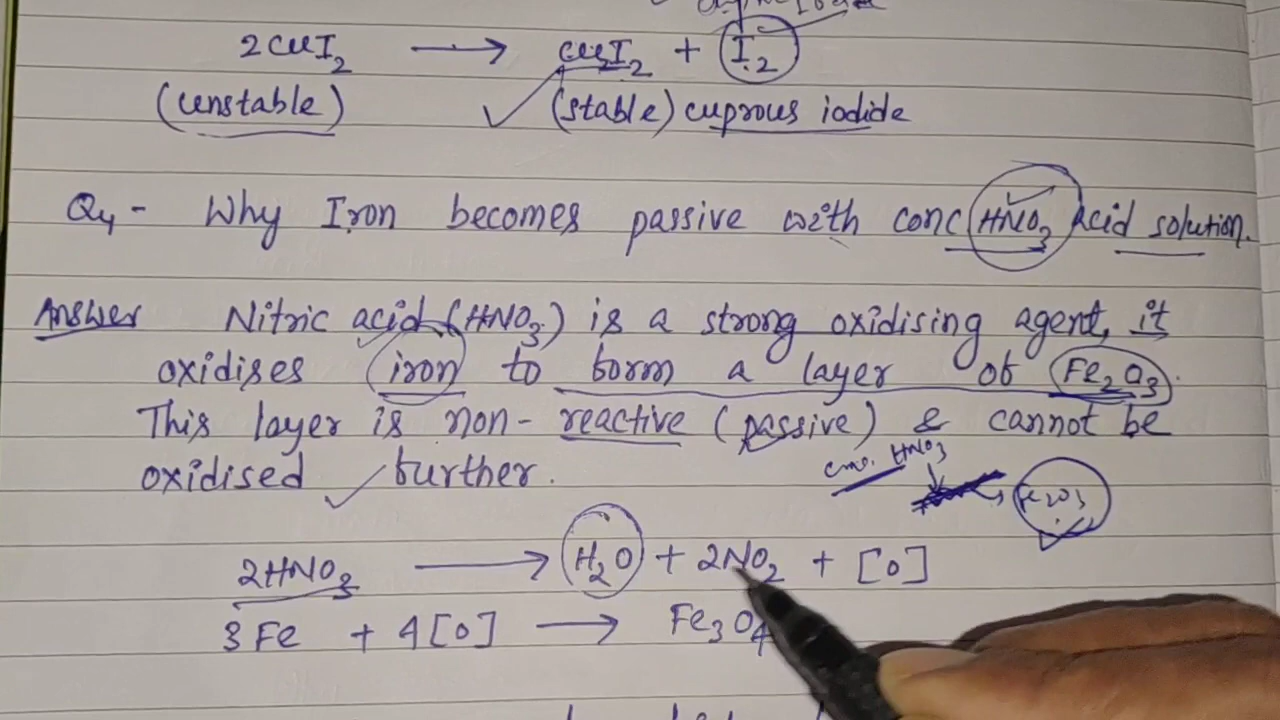 2CuI2 → Cu2I2 + I2
(unstable) (stable) cuprous iodide
Q4 - Why Iron becomes passive with conc HNO3 acid solution.
Answer Nitric acid (HNO3) is a strong oxidising agent, it
oxidises iron to form a layer of Fe2O3.
This layer is non-reactive (passive) & cannot be
oxidised further.
conc. HNO3
Fe2O3
2HNO3 → H2O + 2NO2 + [O]
3Fe + 4[O] → Fe3O4